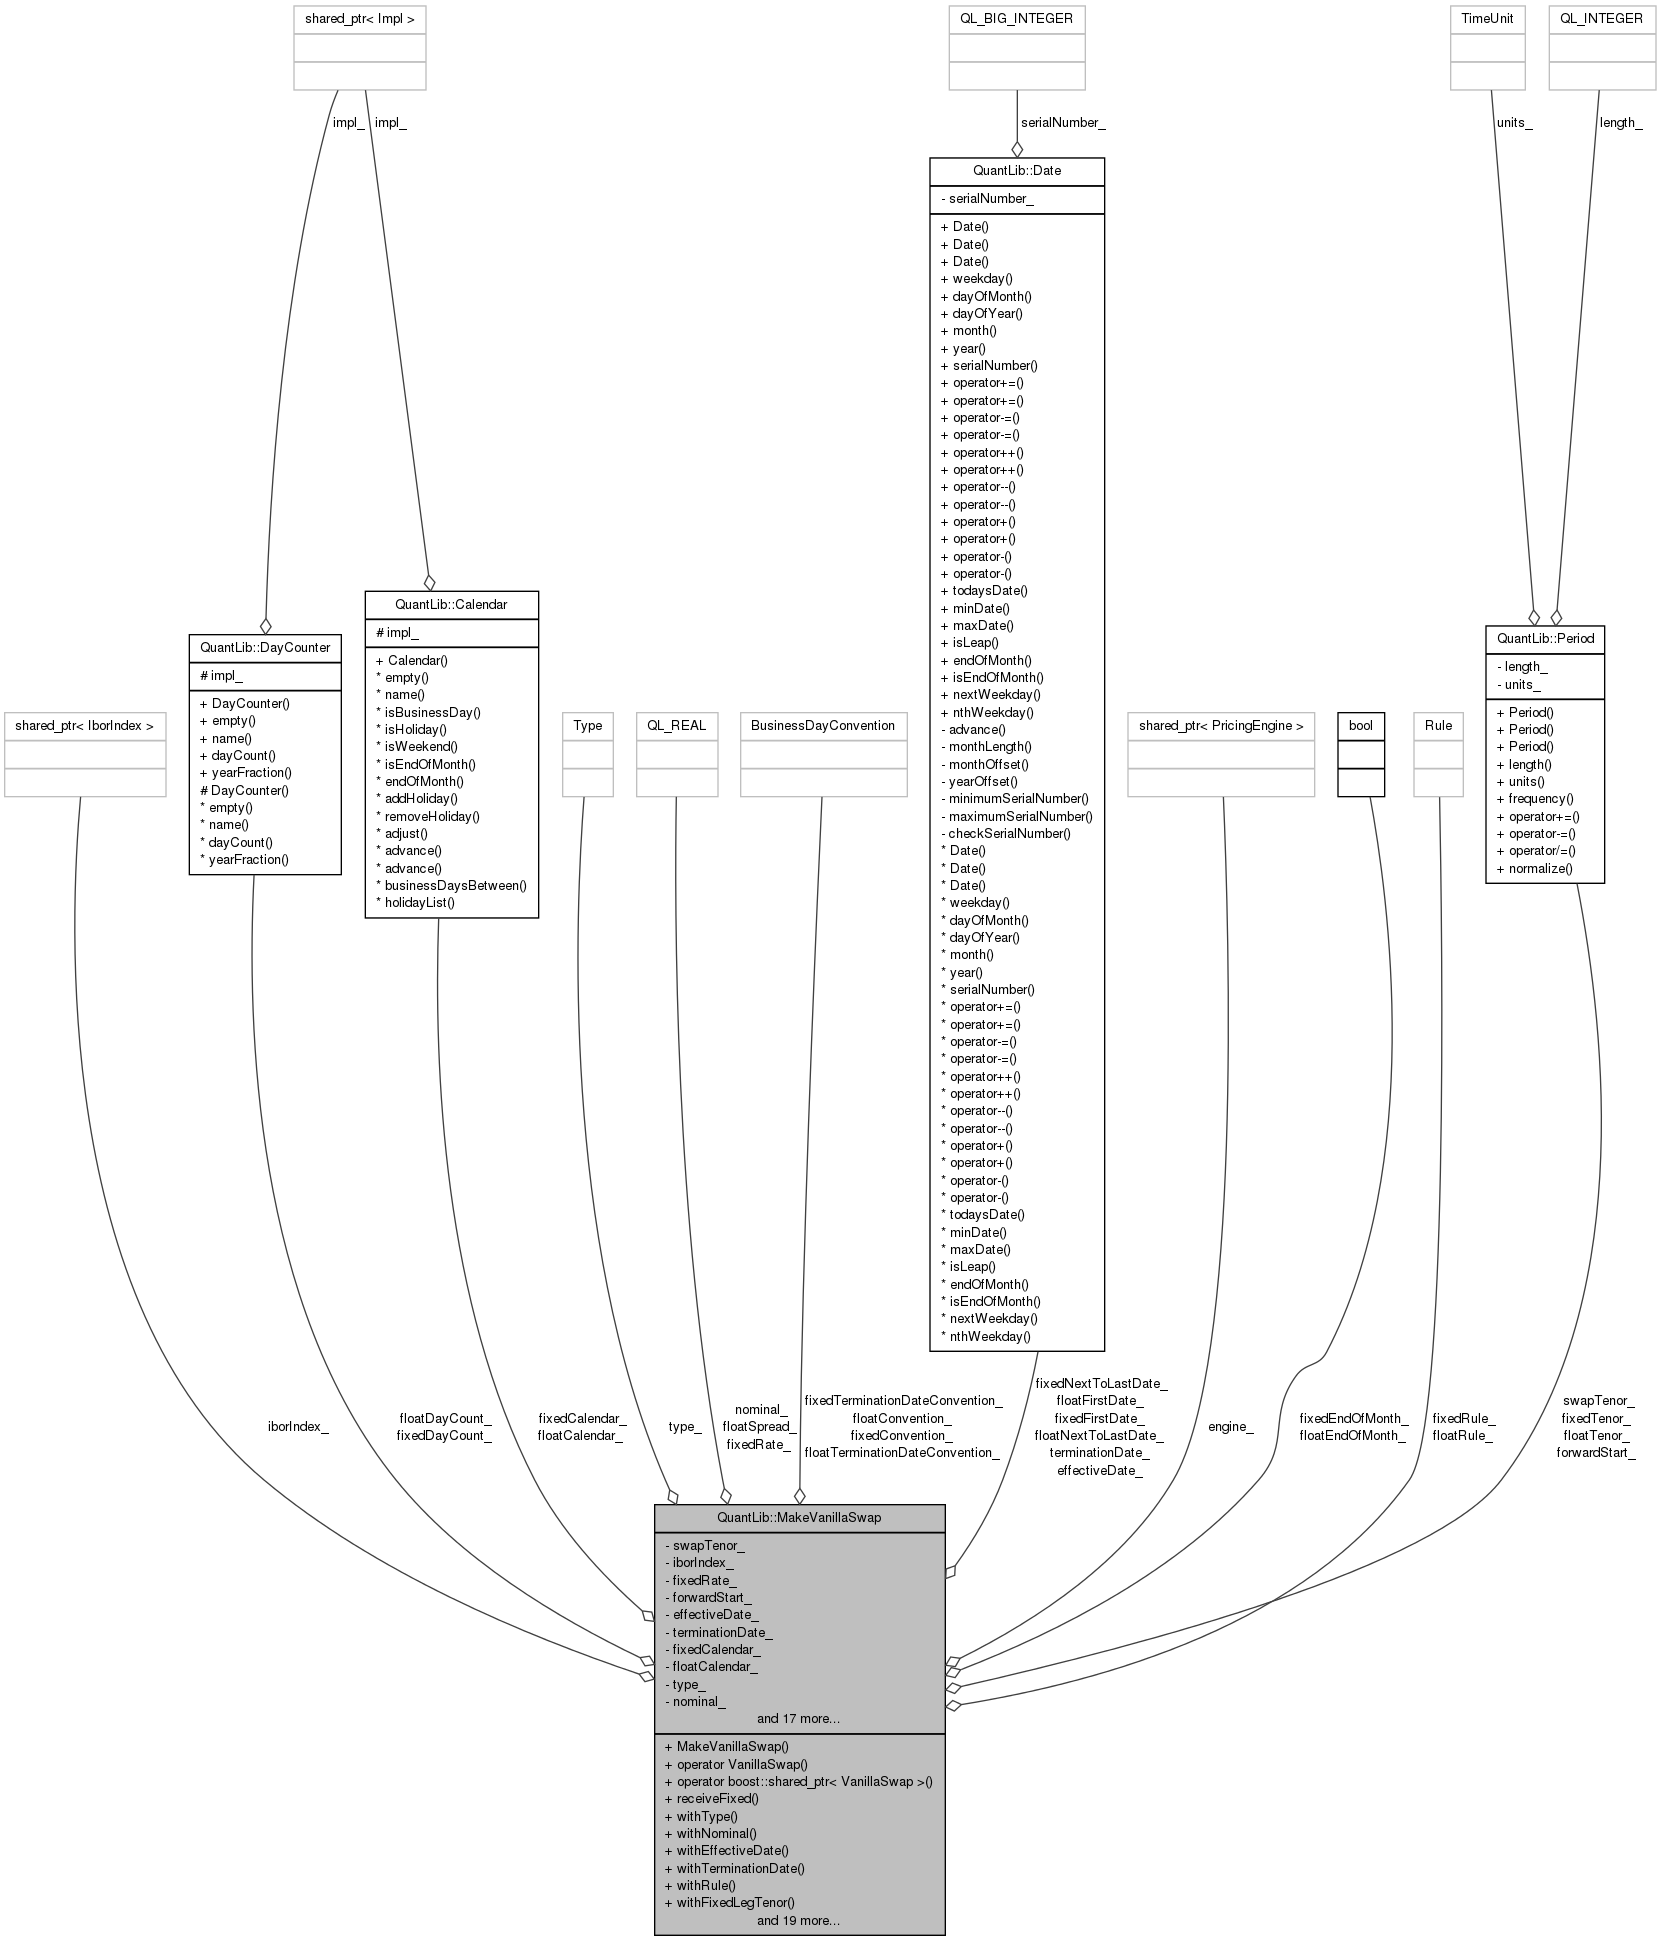 shared_ptr< Impl >
QL_BIG_INTEGER
TimeUnit
QL_INTEGER
impl_
impl_
serialNumber_
units_
length_
QuantLib::Date
- serialNumber_
+ Date()
+ Date()
+ Date()
+ weekday()
+ dayOfMonth()
+ dayOfYear()
+ month()
+ year()
+ serialNumber()
+ operator+=()
+ operator+=()
+ operator-=()
+ operator-=()
+ operator++()
+ operator++()
+ operator--()
+ operator--()
+ operator+()
+ operator+()
+ operator-()
+ operator-()
+ todaysDate()
+ minDate()
+ maxDate()
+ isLeap()
+ endOfMonth()
+ isEndOfMonth()
+ nextWeekday()
+ nthWeekday()
- advance()
- monthLength()
- monthOffset()
- yearOffset()
- minimumSerialNumber()
- maximumSerialNumber()
- checkSerialNumber()
* Date()
* Date()
* Date()
* weekday()
* dayOfMonth()
* dayOfYear()
* month()
* year()
* serialNumber()
* operator+=()
* operator+=()
* operator-=()
* operator-=()
* operator++()
* operator++()
* operator--()
* operator--()
* operator+()
* operator+()
* operator-()
* operator-()
* todaysDate()
* minDate()
* maxDate()
* isLeap()
* endOfMonth()
* isEndOfMonth()
* nextWeekday()
* nthWeekday()
QuantLib::Calendar
# impl_
+ Calendar()
* empty()
* name()
* isBusinessDay()
* isHoliday()
* isWeekend()
* isEndOfMonth()
* endOfMonth()
* addHoliday()
* removeHoliday()
* adjust()
* advance()
* advance()
* businessDaysBetween()
* holidayList()
QuantLib::DayCounter
# impl_
+ DayCounter()
+ empty()
+ name()
+ dayCount()
+ yearFraction()
# DayCounter()
* empty()
* name()
* dayCount()
* yearFraction()
QuantLib::Period
- length_
- units_
+ Period()
+ Period()
+ Period()
+ length()
+ units()
+ frequency()
+ operator+=()
+ operator-=()
+ operator/=()
+ normalize()
shared_ptr< IborIndex >
Type
QL_REAL
BusinessDayConvention
shared_ptr< PricingEngine >
bool
Rule
iborIndex_
floatDayCount_
fixedDayCount_
fixedCalendar_
floatCalendar_
type_
nominal_
floatSpread_
fixedRate_
fixedTerminationDateConvention_
floatConvention_
fixedConvention_
floatTerminationDateConvention_
fixedNextToLastDate_
floatFirstDate_
fixedFirstDate_
floatNextToLastDate_
terminationDate_
effectiveDate_
engine_
fixedEndOfMonth_
floatEndOfMonth_
fixedRule_
floatRule_
swapTenor_
fixedTenor_
floatTenor_
forwardStart_
QuantLib::MakeVanillaSwap
- swapTenor_
- iborIndex_
- fixedRate_
- forwardStart_
- effectiveDate_
- terminationDate_
- fixedCalendar_
- floatCalendar_
- type_
- nominal_
and 17 more...
+ MakeVanillaSwap()
+ operator VanillaSwap()
+ operator boost::shared_ptr< VanillaSwap >()
+ receiveFixed()
+ withType()
+ withNominal()
+ withEffectiveDate()
+ withTerminationDate()
+ withRule()
+ withFixedLegTenor()
and 19 more...